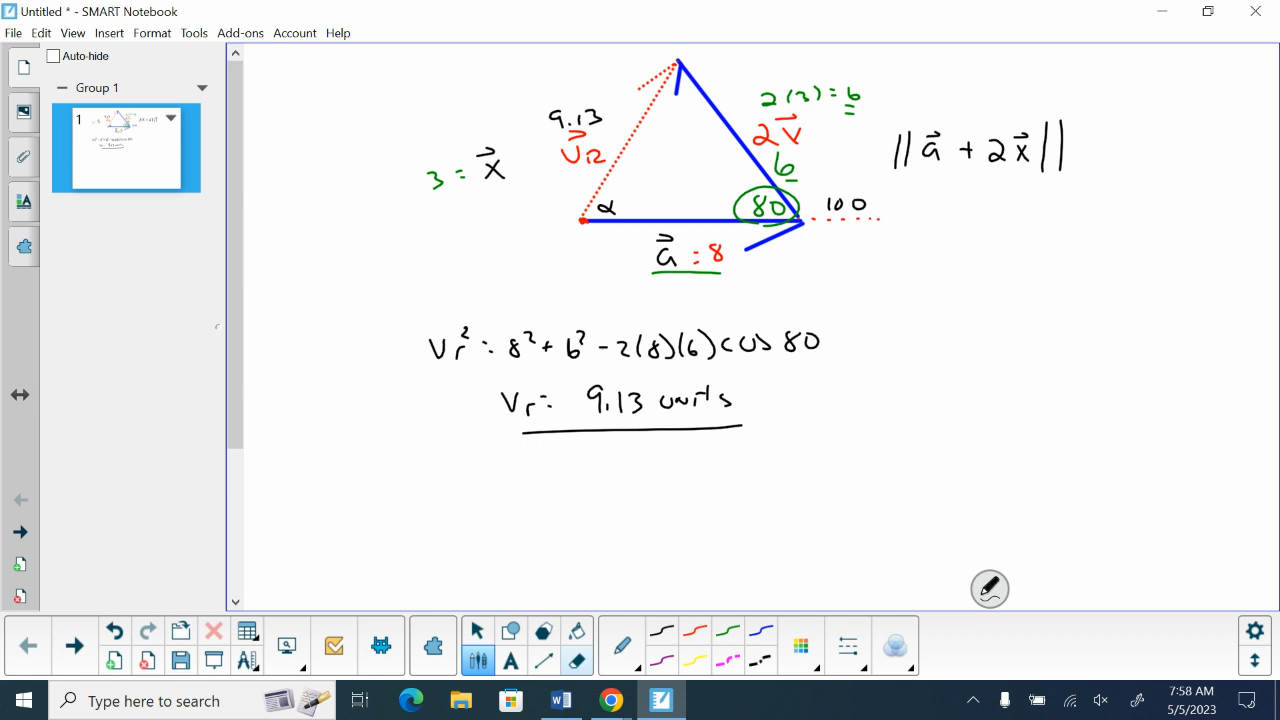 Untitled * - SMART Notebook
File Edit View Insert Format Tools Add-ons Account Help
Auto-hide
Group 1
1
2(3) = 6
9.13
2v
||a + 2x||
VR
3 = x
6
α
80
100
a = 8
Vr² = 8² + 6² - 2(8)(6) cos 80
Vr = 9.13 units
A
Type here to search
7:58 AM
5/5/2023